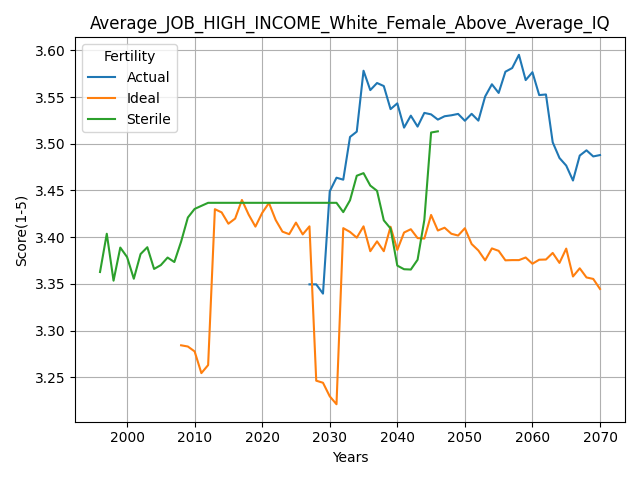 Average_JOB_HIGH_INCOME_White_Female_Above_Average_IQ
Fertility
Actual
Ideal
Sterile
Score(1-5)
3.60
3.55
3.50
3.45
3.40
3.35
3.30
3.25
2000 2010 2020 2030 2040 2050 2060 2070
Years